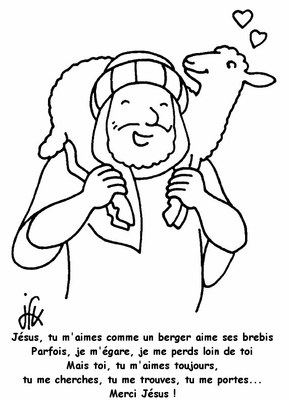 jfk
Jésus, tu m'aimes comme un berger aime ses brebis
Parfois, je m'égare, je me perds loin de toi
Mais toi, tu m'aimes toujours,
tu me cherches, tu me trouves, tu me portes...
Merci Jésus !